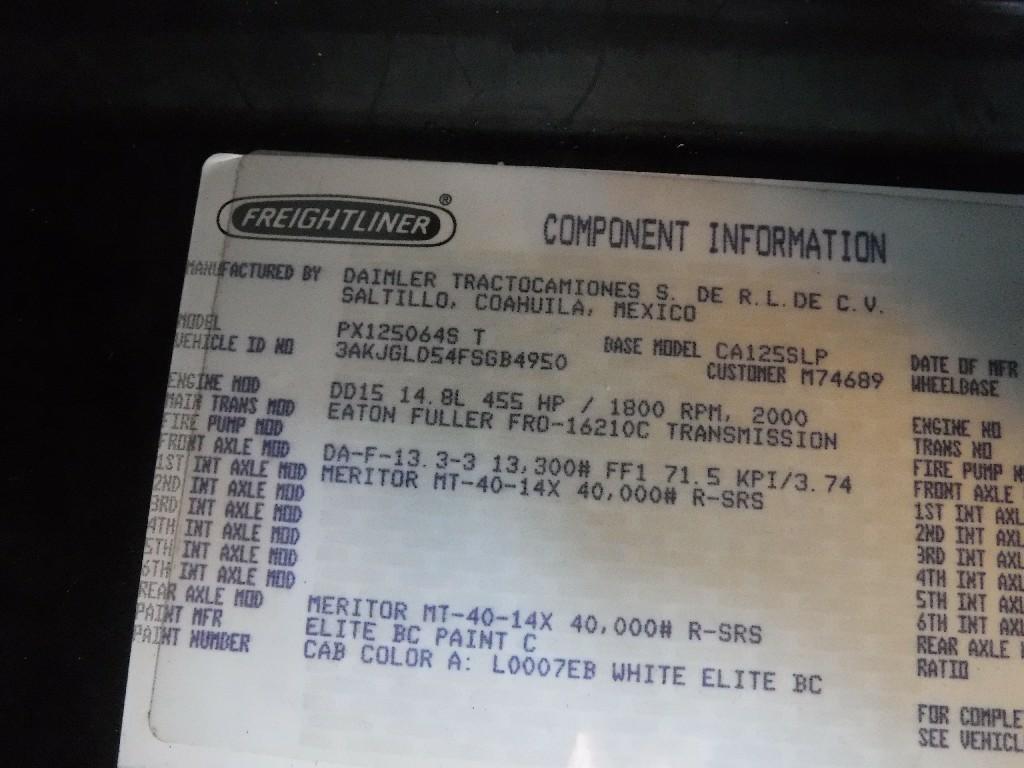 FREIGHTLINER®
COMPONENT INFORMATION
MANUFACTURED BY DAIMLER TRACTOCAMIONES S. DE R.L.DE C.V.
SALTILLO, COAHUILA, MEXICO
MODEL PX125064S T BASE MODEL CA125SLP DATE OF MFR
VEHICLE ID NO 3AKJGLD54FSGB4950 CUSTOMER M74689 WHEELBASE
ENGINE MOD DD15 14.8L 455 HP / 1800 RPM, 2000 ENGINE NO
MAIN TRANS MOD EATON FULLER FRO-16210C TRANSMISSION TRANS NO
FIRE PUMP MOD FIRE PUMP
FRONT AXLE MOD DA-F-13.3-3 13,300# FF1 71.5 KPI/3.74 FRONT AXLE
1ST INT AXLE MOD MERITOR MT-40-14X 40,000# R-SRS 1ST INT AXL
2ND INT AXLE MOD 2ND INT AXL
3RD INT AXLE MOD 3RD INT AXL
4TH INT AXLE MOD 4TH INT AXL
5TH INT AXLE MOD 5TH INT AXL
6TH INT AXLE MOD 6TH INT AXL
REAR AXLE MOD MERITOR MT-40-14X 40,000# R-SRS REAR AXLE
PAINT MFR ELITE BC PAINT C RATIO
PAINT NUMBER CAB COLOR A: L0007EB WHITE ELITE BC
FOR COMPLE
SEE VEHICL